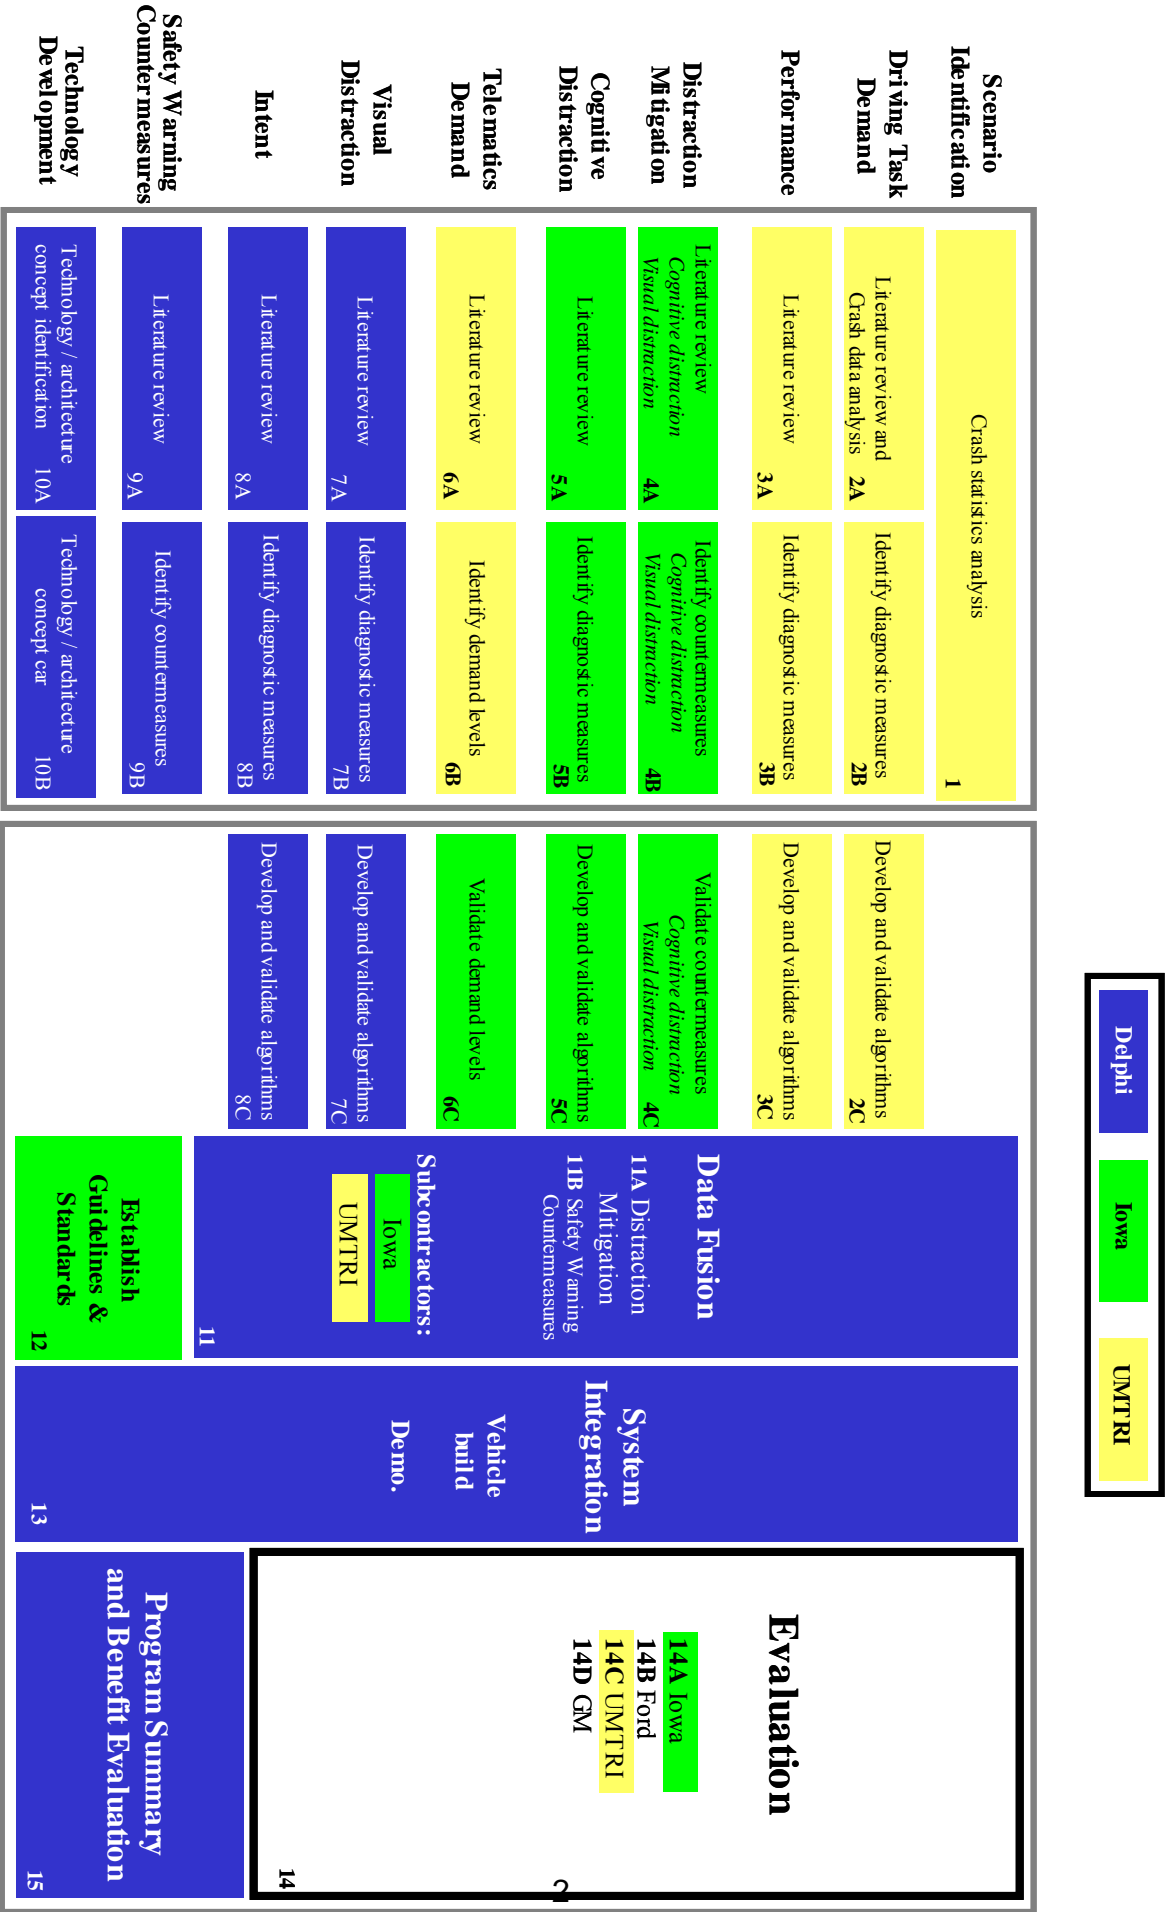 Delphi
Iowa
UMTRI
Scenario
Identification
Crash statistics analysis
1
Driving Task
Demand
Literature review and
Crash data analysis
2A
Identify diagnostic measures
2B
Develop and validate algorithms
2C
Performance
Literature review
3A
Identify diagnostic measures
3B
Develop and validate algorithms
3C
Distraction
Mitigation
Literature review
Cognitive distraction
Visual distraction
4A
Identify countermeasures
Cognitive distraction
Visual distraction
4B
Validate countermeasures
Cognitive distraction
Visual distraction
4C
Cognitive
Distraction
Literature review
5A
Identify diagnostic measures
5B
Develop and validate algorithms
5C
Telematics
Demand
Literature review
6A
Identify demand levels
6B
Validate demand levels
6C
Visual
Distraction
Literature review
7A
Identify diagnostic measures
7B
Develop and validate algorithms
7C
Intent
Literature review
8A
Identify diagnostic measures
8B
Develop and validate algorithms
8C
Safety Warning
Countermeasures
Literature review
9A
Identify countermeasures
9B
Technology
Development
Technology / architecture
concept identification
10A
Technology / architecture
concept car
10B
Data Fusion
11A Distraction
Mitigation
11B Safety Warning
Countermeasures
Subcontractors:
Iowa
UMTRI
11
Establish
Guidelines &
Standards
12
System
Integration
Vehicle
build
Demo.
13
Evaluation
14A Iowa
14B Ford
14C UMTRI
14D GM
14
Program Summary
and Benefit Evaluation
15
2